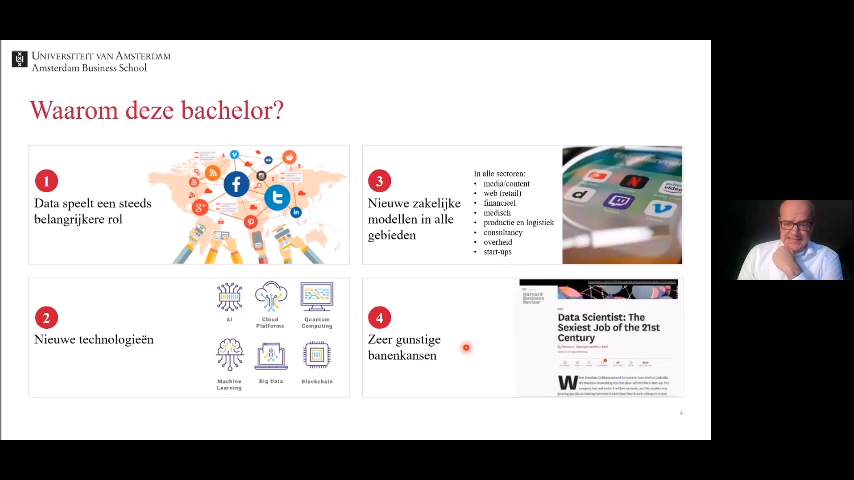 UNIVERSITEIT VAN AMSTERDAM
Amsterdam Business School
Waarom deze bachelor?
1
Data speelt een steeds
belangrijkere rol
3
Nieuwe zakelijke
modellen in alle
gebieden
In alle sectoren:
• media/content
• web (retail)
• financieel
• medisch
• productie en logistiek
• consultancy
• overheid
• start-ups
2
Nieuwe technologieën
AI
Cloud
Platforms
Quantum
Computing
Machine
Learning
Big Data
Blockchain
4
Zeer gunstige
banenkansen
Harvard
Business
Review
Data Scientist: The
Sexiest Job of the 21st
Century